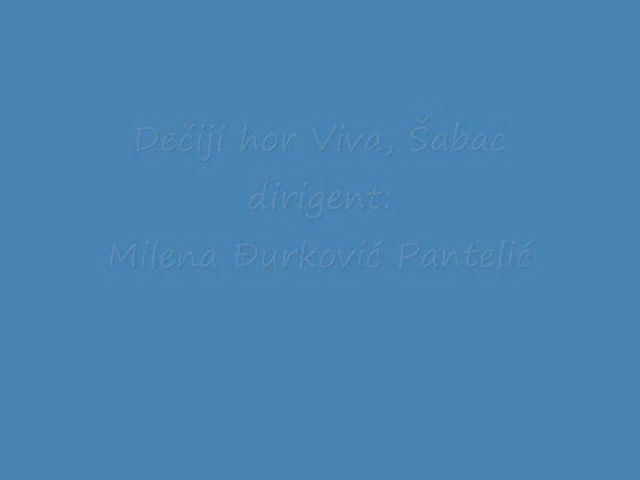 Dečiji hor Viva, Šabac
dirigent:
Milena Đurković Pantelić